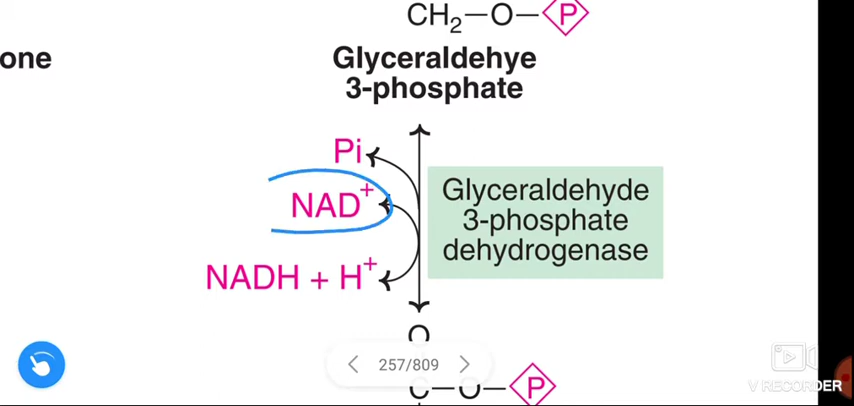 CH₂—O—P
one
Glyceraldehye
3-phosphate
Pi
NAD⁺
Glyceraldehyde
3-phosphate
dehydrogenase
NADH + H⁺
O
257/809
C—O—P
V RECORDER